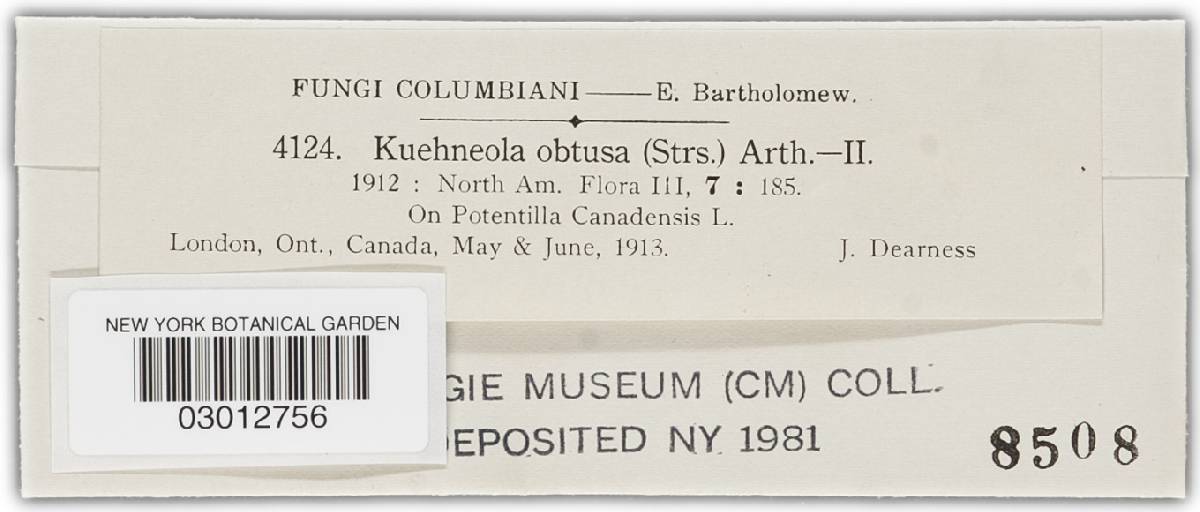 FUNGI COLUMBIANI——E. Bartholomew.
4124. Kuehneola obtusa (Strs.) Arth.—II.
1912 : North Am. Flora III, 7 : 185.
On Potentilla Canadensis L.
London, Ont., Canada, May & June, 1913. J. Dearness
NEW YORK BOTANICAL GARDEN
03012756
GIE MUSEUM (CM) COLL.
EPOSITED NY. 1981
8508